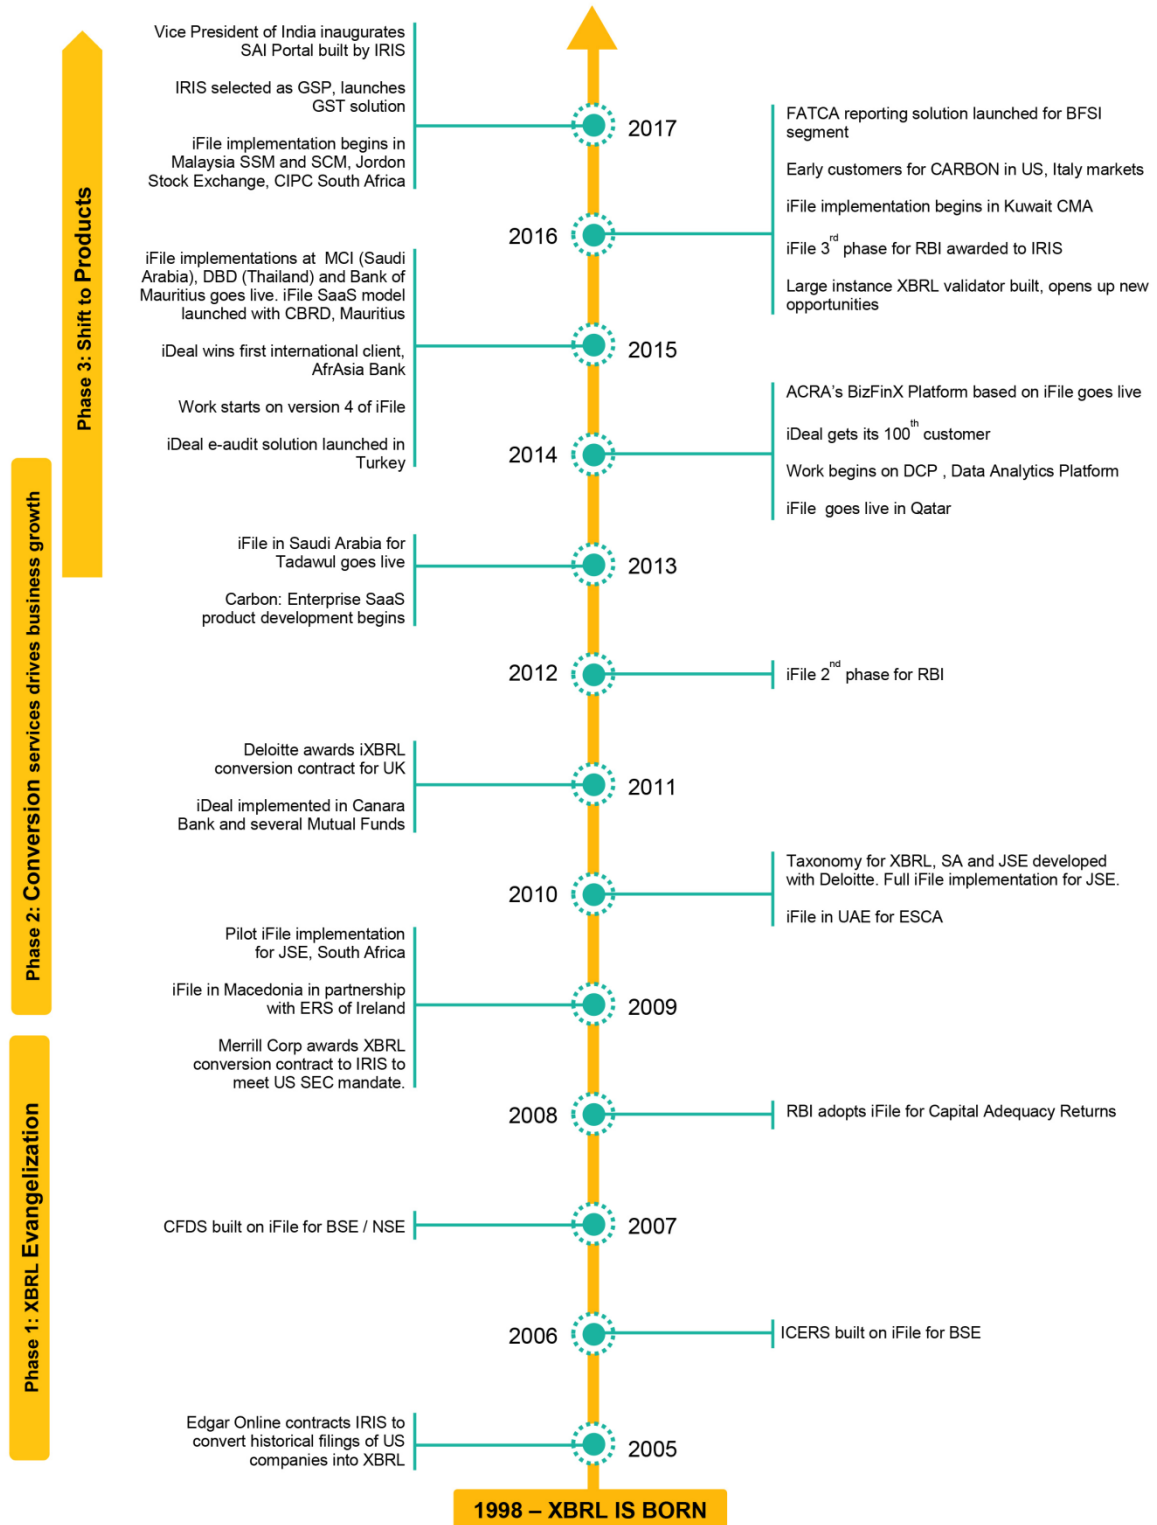 Vice President of India inaugurates
SAI Portal built by IRIS
IRIS selected as GSP, launches
GST solution
iFile implementation begins in
Malaysia SSM and SCM, Jordon
Stock Exchange, CIPC South Africa
2017
FATCA reporting solution launched for BFSI
segment
Early customers for CARBON in US, Italy markets
iFile implementation begins in Kuwait CMA
iFile 3rd phase for RBI awarded to IRIS
Large instance XBRL validator built, opens up new
opportunities
2016
iFile implementations at MCI (Saudi
Arabia), DBD (Thailand) and Bank of
Mauritius goes live. iFile SaaS model
launched with CBRD, Mauritius
iDeal wins first international client,
AfrAsia Bank
Work starts on version 4 of iFile
iDeal e-audit solution launched in
Turkey
2015
ACRA’s BizFinX Platform based on iFile goes live
iDeal gets its 100th customer
Work begins on DCP , Data Analytics Platform
iFile goes live in Qatar
2014
iFile in Saudi Arabia for
Tadawul goes live
Carbon: Enterprise SaaS
product development begins
2013
2012
iFile 2nd phase for RBI
Deloitte awards iXBRL
conversion contract for UK
iDeal implemented in Canara
Bank and several Mutual Funds
2011
Taxonomy for XBRL, SA and JSE developed
with Deloitte. Full iFile implementation for JSE.
iFile in UAE for ESCA
2010
Pilot iFile implementation
for JSE, South Africa
iFile in Macedonia in partnership
with ERS of Ireland
Merrill Corp awards XBRL
conversion contract to IRIS to
meet US SEC mandate.
2009
2008
RBI adopts iFile for Capital Adequacy Returns
CFDS built on iFile for BSE / NSE
2007
2006
ICERS built on iFile for BSE
Edgar Online contracts IRIS to
convert historical filings of US
companies into XBRL
2005
1998 – XBRL IS BORN
Phase 3: Shift to Products
Phase 2: Conversion services drives business growth
Phase 1: XBRL Evangelization